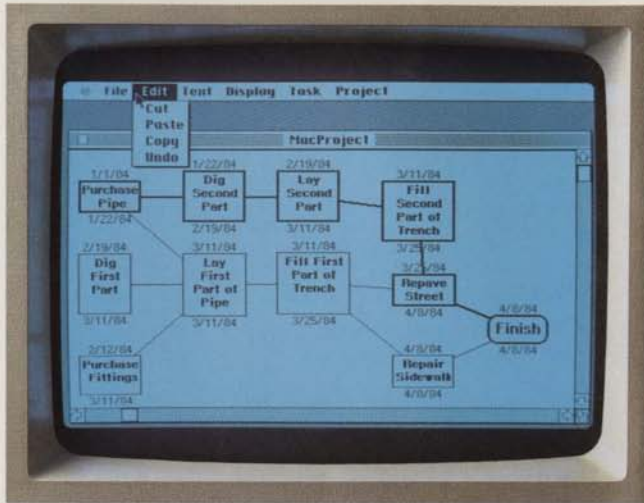 File Edit Text Display Task Project
Cut
Paste
Copy
Undo
MacProject
1/1/84
Purchase
Pipe
1/22/84
1/22/84
Dig
Second
Part
2/19/84
2/19/84
Lay
Second
Part
3/11/84
3/11/84
Fill
Second
Part of
Trench
3/25/84
2/19/84
Dig
First
Part
3/11/84
3/11/84
Lay
First
Part of
Pipe
3/11/84
3/11/84
Fill First
Part of
Trench
3/25/84
3/25/84
Repave
Street
4/8/84
4/8/84
Finish
4/8/84
2/12/84
Purchase
Fittings
3/11/84
4/8/84
Repair
Sidewalk
4/8/84